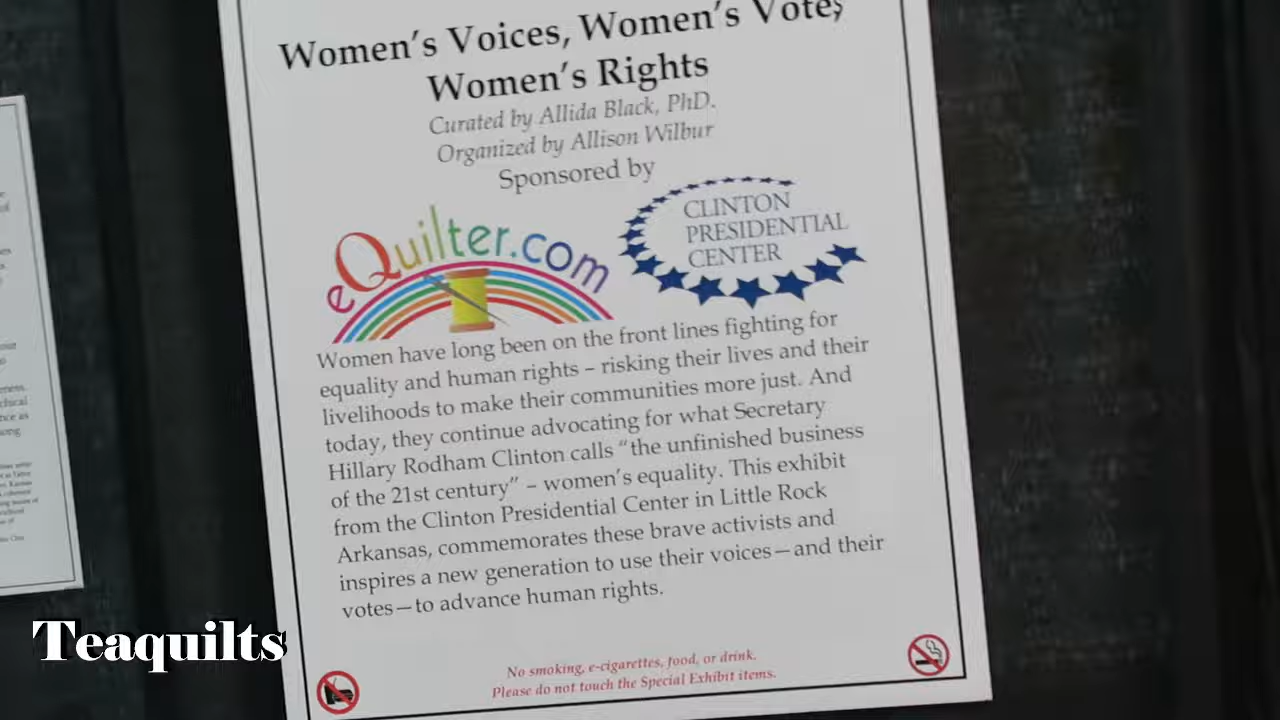 Women's Voices, Women's Votes,
Women's Rights
Curated by Allida Black, PhD.
Organized by Allison Wilbur
Sponsored by
eQuilter.com
CLINTON
PRESIDENTIAL
CENTER
Women have long been on the front lines fighting for
equality and human rights – risking their lives and their
livelihoods to make their communities more just. And
today, they continue advocating for what Secretary
Hillary Rodham Clinton calls “the unfinished business
of the 21st century” – women's equality. This exhibit
from the Clinton Presidential Center in Little Rock
Arkansas, commemorates these brave activists and
inspires a new generation to use their voices—and their
votes—to advance human rights.
No smoking, e-cigarettes, food, or drink.
Please do not touch the Special Exhibit items.
Teaquilts